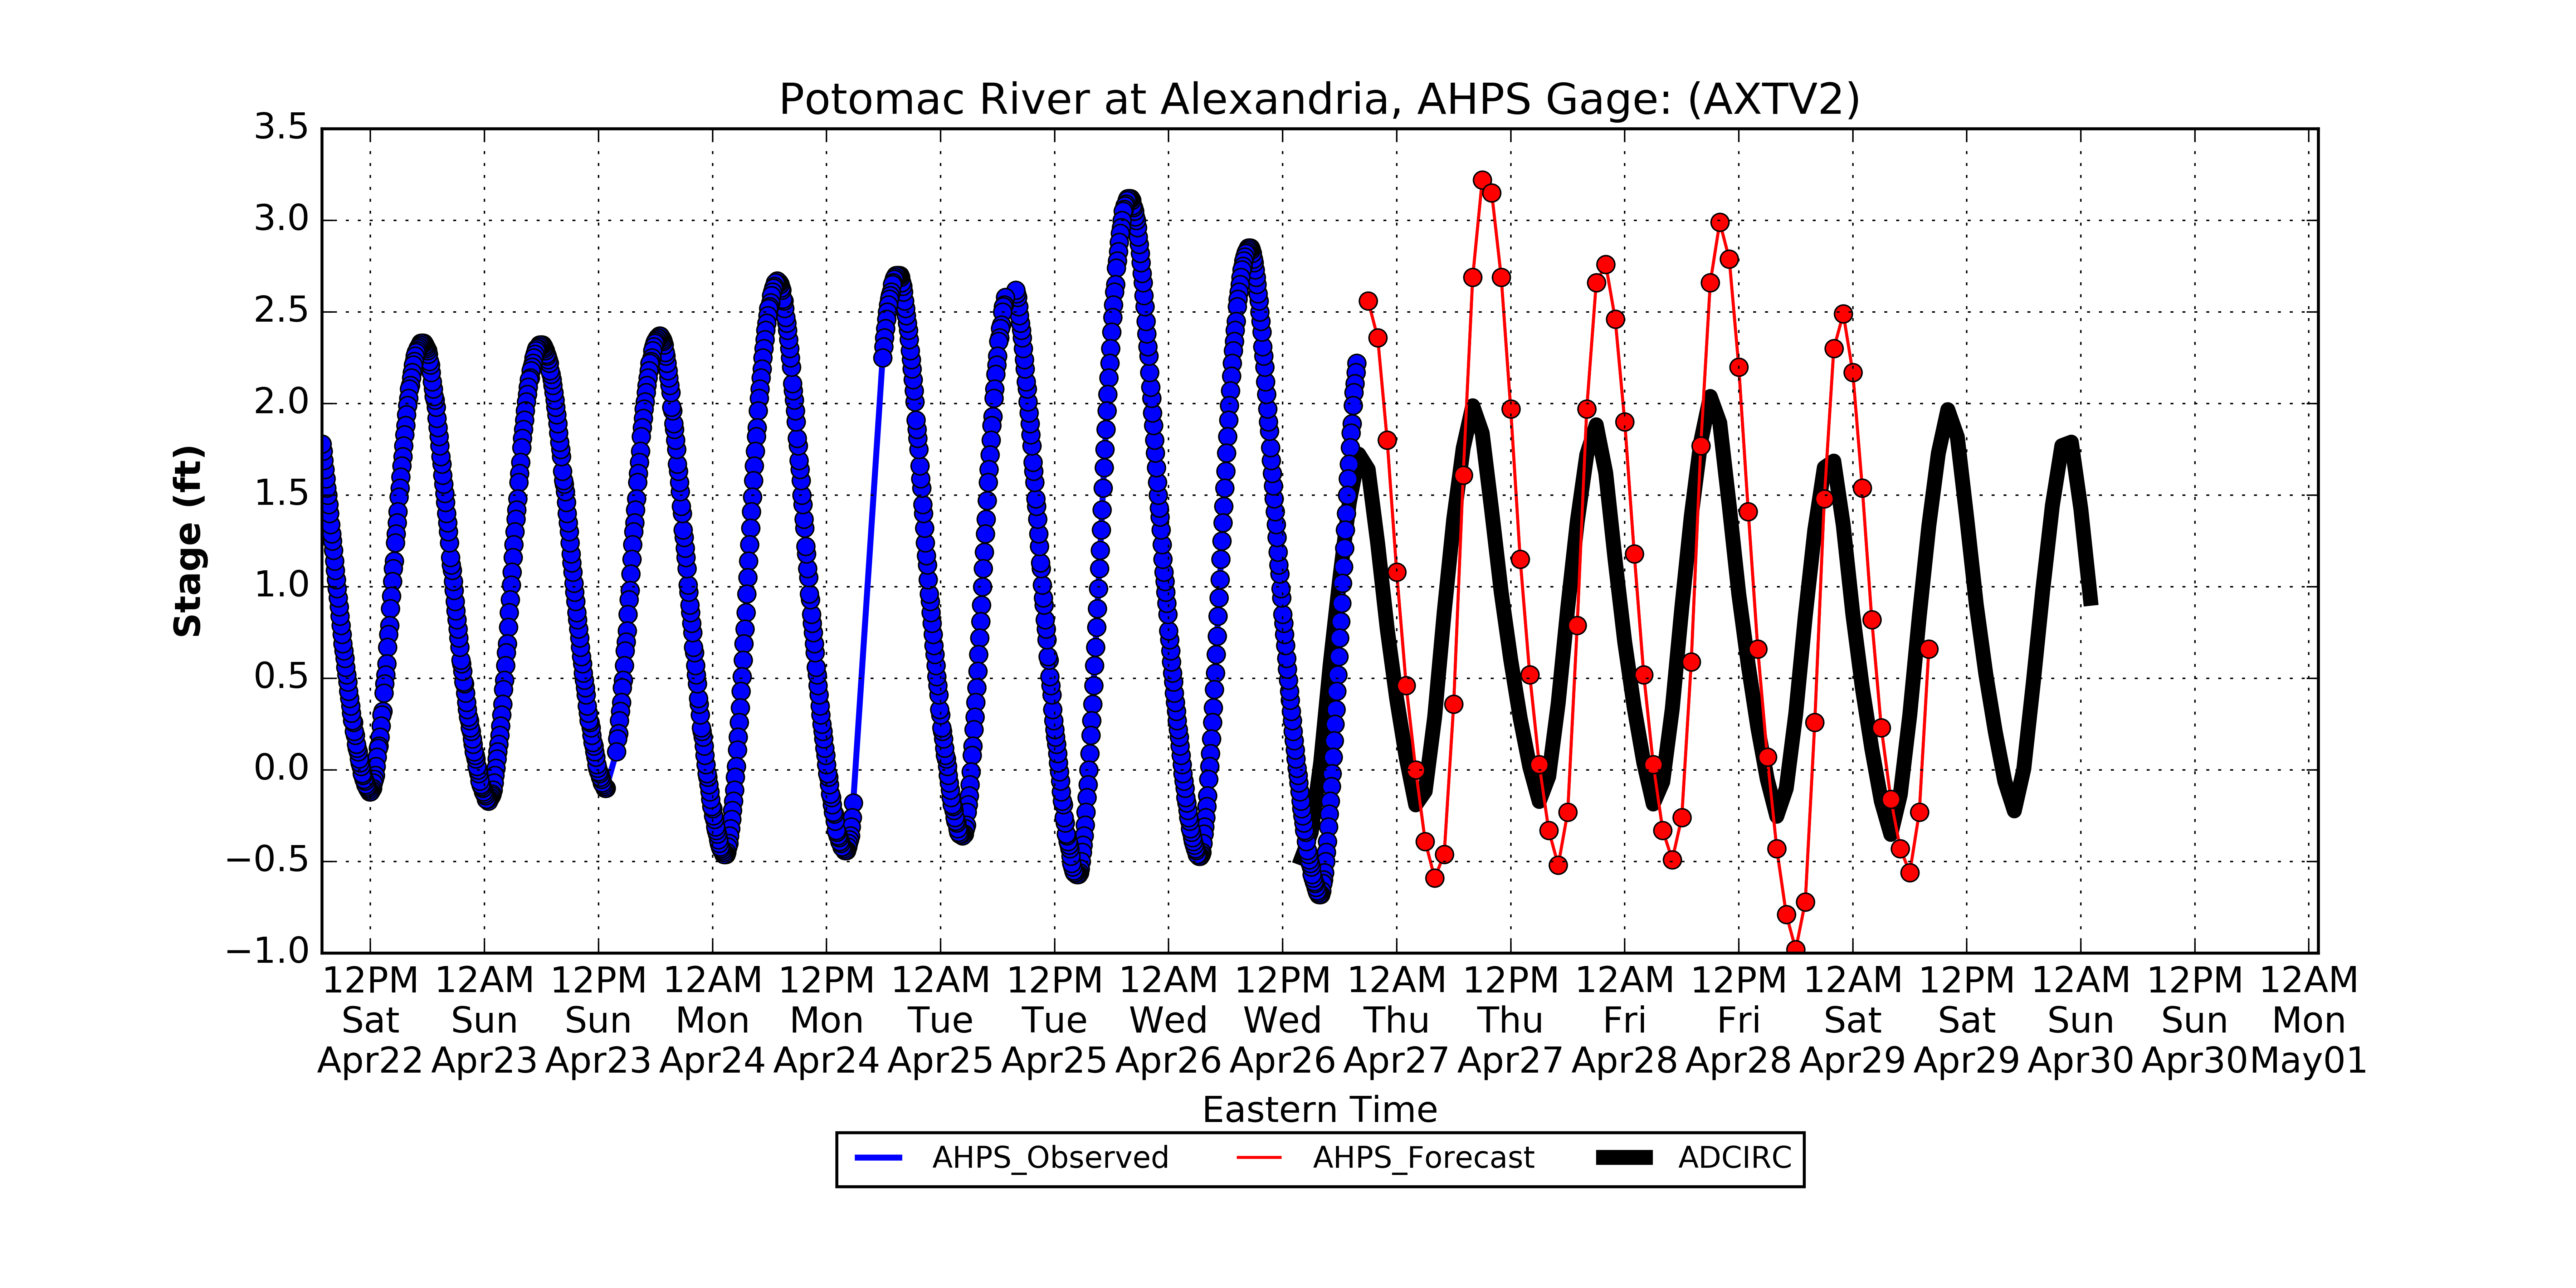 Potomac River at Alexandria, AHPS Gage: (AXTV2)
3.5
3.0
2.5
2.0
1.5
1.0
0.5
0.0
−0.5
−1.0
Stage (ft)
12PM 12AM 12PM 12AM 12PM 12AM 12PM 12AM 12PM 12AM 12PM 12AM 12PM 12AM 12PM 12AM 12PM 12AM
Sat Sun Sun Mon Mon Tue Tue Wed Wed Thu Thu Fri Fri Sat Sat Sun Sun Mon
Apr22 Apr23 Apr23 Apr24 Apr24 Apr25 Apr25 Apr26 Apr26 Apr27 Apr27 Apr28 Apr28 Apr29 Apr29 Apr30 Apr30 May01
Eastern Time
AHPS_Observed AHPS_Forecast ADCIRC